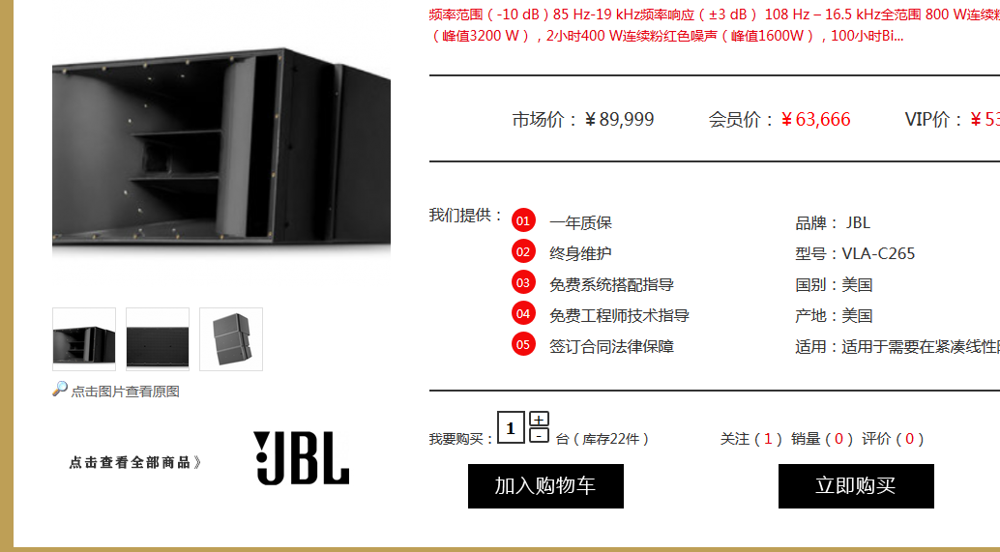 频率范围（-10 dB）85 Hz-19 kHz频率响应（±3 dB） 108 Hz – 16.5 kHz全范围 800 W连续粉
（峰值3200 W），2小时400 W连续粉红色噪声（峰值1600W），100小时Bi...
市场价：￥89,999 会员价：￥63,666 VIP价：￥53
我们提供：
01 一年质保 品牌： JBL
02 终身维护 型号：VLA-C265
03 免费系统搭配指导 国别：美国
04 免费工程师技术指导 产地：美国
05 签订合同法律保障 适用：适用于需要在紧凑线性
点击图片查看原图
我要购买： 1 + - 台（库存22件） 关注（1） 销量（0） 评价（0）
点击查看全部商品》 JBL
加入购物车 立即购买